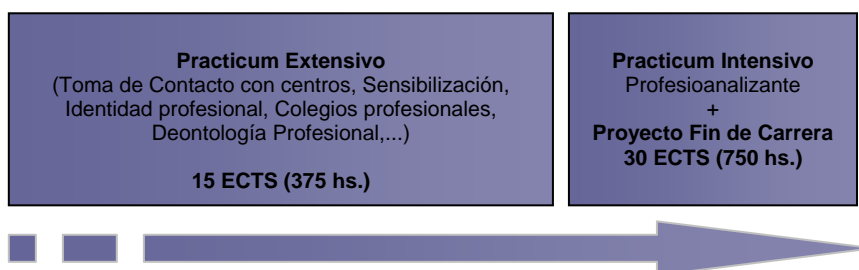 Practicum Extensivo
(Toma de Contacto con centros, Sensibilización,
Identidad profesional, Colegios profesionales,
Deontología Profesional,...)
15 ECTS (375 hs.)
Practicum Intensivo
Profesioanalizante
+
Proyecto Fin de Carrera
30 ECTS (750 hs.)